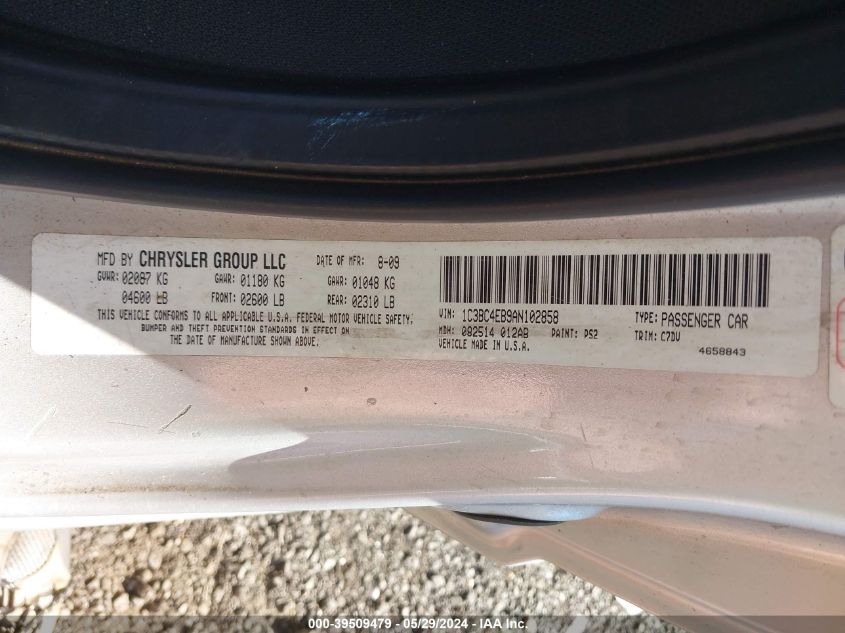 MFD BY CHRYSLER GROUP LLC DATE OF MFR: 8-09
GVWR: 02087 KG GAWR: 01180 KG GAWR: 01048 KG
04600 LB FRONT: 02600 LB REAR: 02310 LB
THIS VEHICLE CONFORMS TO ALL APPLICABLE U.S.A. FEDERAL MOTOR VEHICLE SAFETY,
BUMPER AND THEFT PREVENTION STANDARDS IN EFFECT ON
THE DATE OF MANUFACTURE SHOWN ABOVE.
VIN: 1C3BC4EB9AN102858 TYPE: PASSENGER CAR
MDH: 082514 012AB PAINT: PS2 TRIM: C7DV
VEHICLE MADE IN U.S.A. 4658843
000-39509479 - 05/29/2024 - IAA Inc.